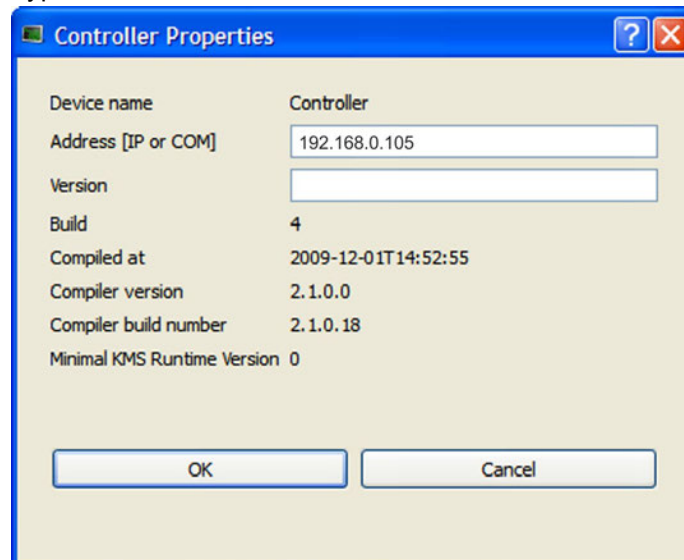 Controller Properties
Device name Controller
Address [IP or COM] 192.168.0.105
Version
Build 4
Compiled at 2009-12-01T14:52:55
Compiler version 2.1.0.0
Compiler build number 2.1.0.18
Minimal KMS Runtime Version 0
OK Cancel